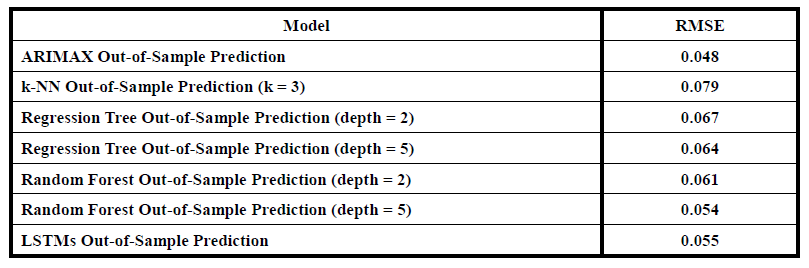 Model RMSE
ARIMAX Out-of-Sample Prediction 0.048
k-NN Out-of-Sample Prediction (k = 3) 0.079
Regression Tree Out-of-Sample Prediction (depth = 2) 0.067
Regression Tree Out-of-Sample Prediction (depth = 5) 0.064
Random Forest Out-of-Sample Prediction (depth = 2) 0.061
Random Forest Out-of-Sample Prediction (depth = 5) 0.054
LSTMs Out-of-Sample Prediction 0.055